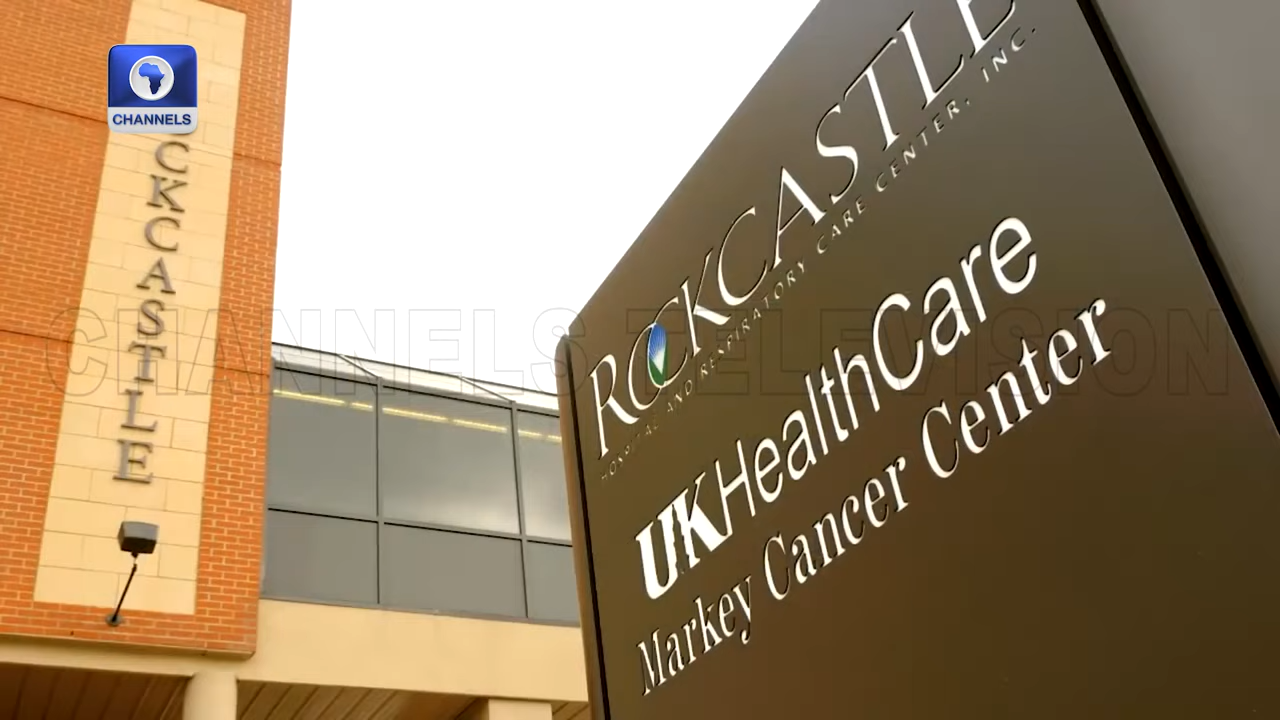 CHANNELS
CKCASTLE
ROCKCASTLE
HOSPITAL AND RESPIRATORY CARE CENTER, INC.
UKHealthCare
Markey Cancer Center
CHANNELS TELEVISION